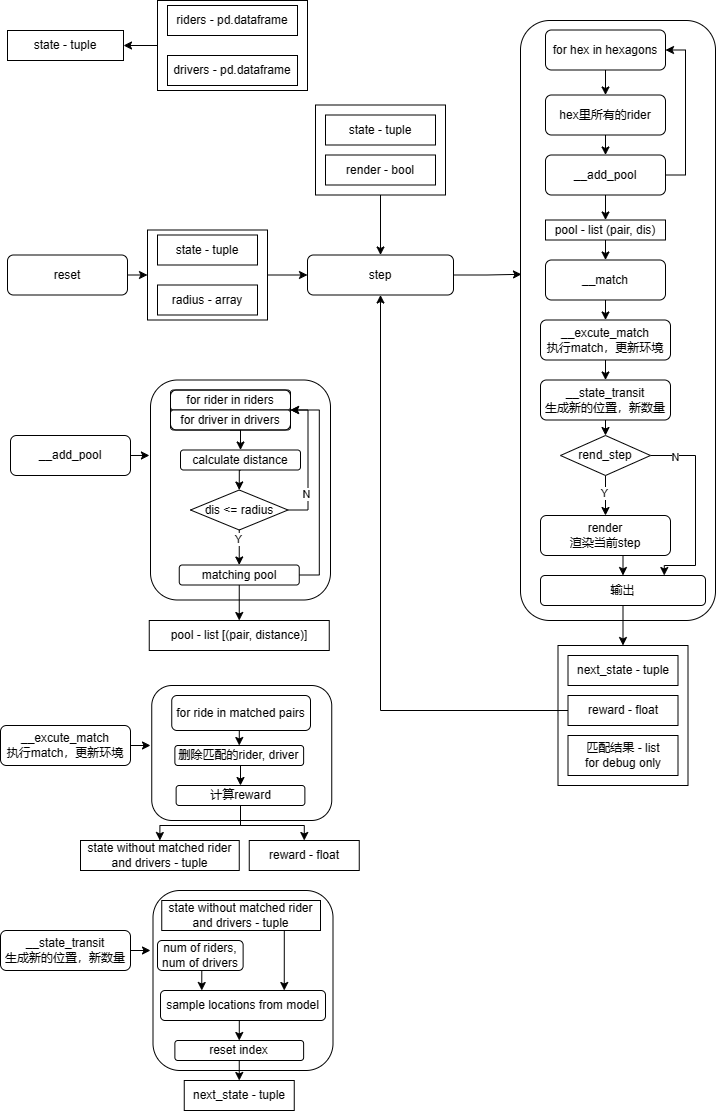 riders - pd.dataframe
state - tuple
drivers - pd.dataframe
state - tuple
render - bool
reset
state - tuple
radius - array
step
for hex in hexagons
hex里所有的rider
__add_pool
pool - list (pair, dis)
__match
__excute_match
执行match，更新环境
__state_transit
生成新的位置，新数量
rend_step
N
Y
render
渲染当前step
输出
next_state - tuple
reward - float
匹配结果 - list
for debug only
__add_pool
for rider in riders
for driver in drivers
calculate distance
dis <= radius
N
Y
matching pool
pool - list [(pair, distance)]
__excute_match
执行match，更新环境
for ride in matched pairs
删除匹配的rider, driver
计算reward
state without matched rider
and drivers - tuple
reward - float
__state_transit
生成新的位置，新数量
state without matched rider
and drivers - tuple
num of riders,
num of drivers
sample locations from model
reset index
next_state - tuple